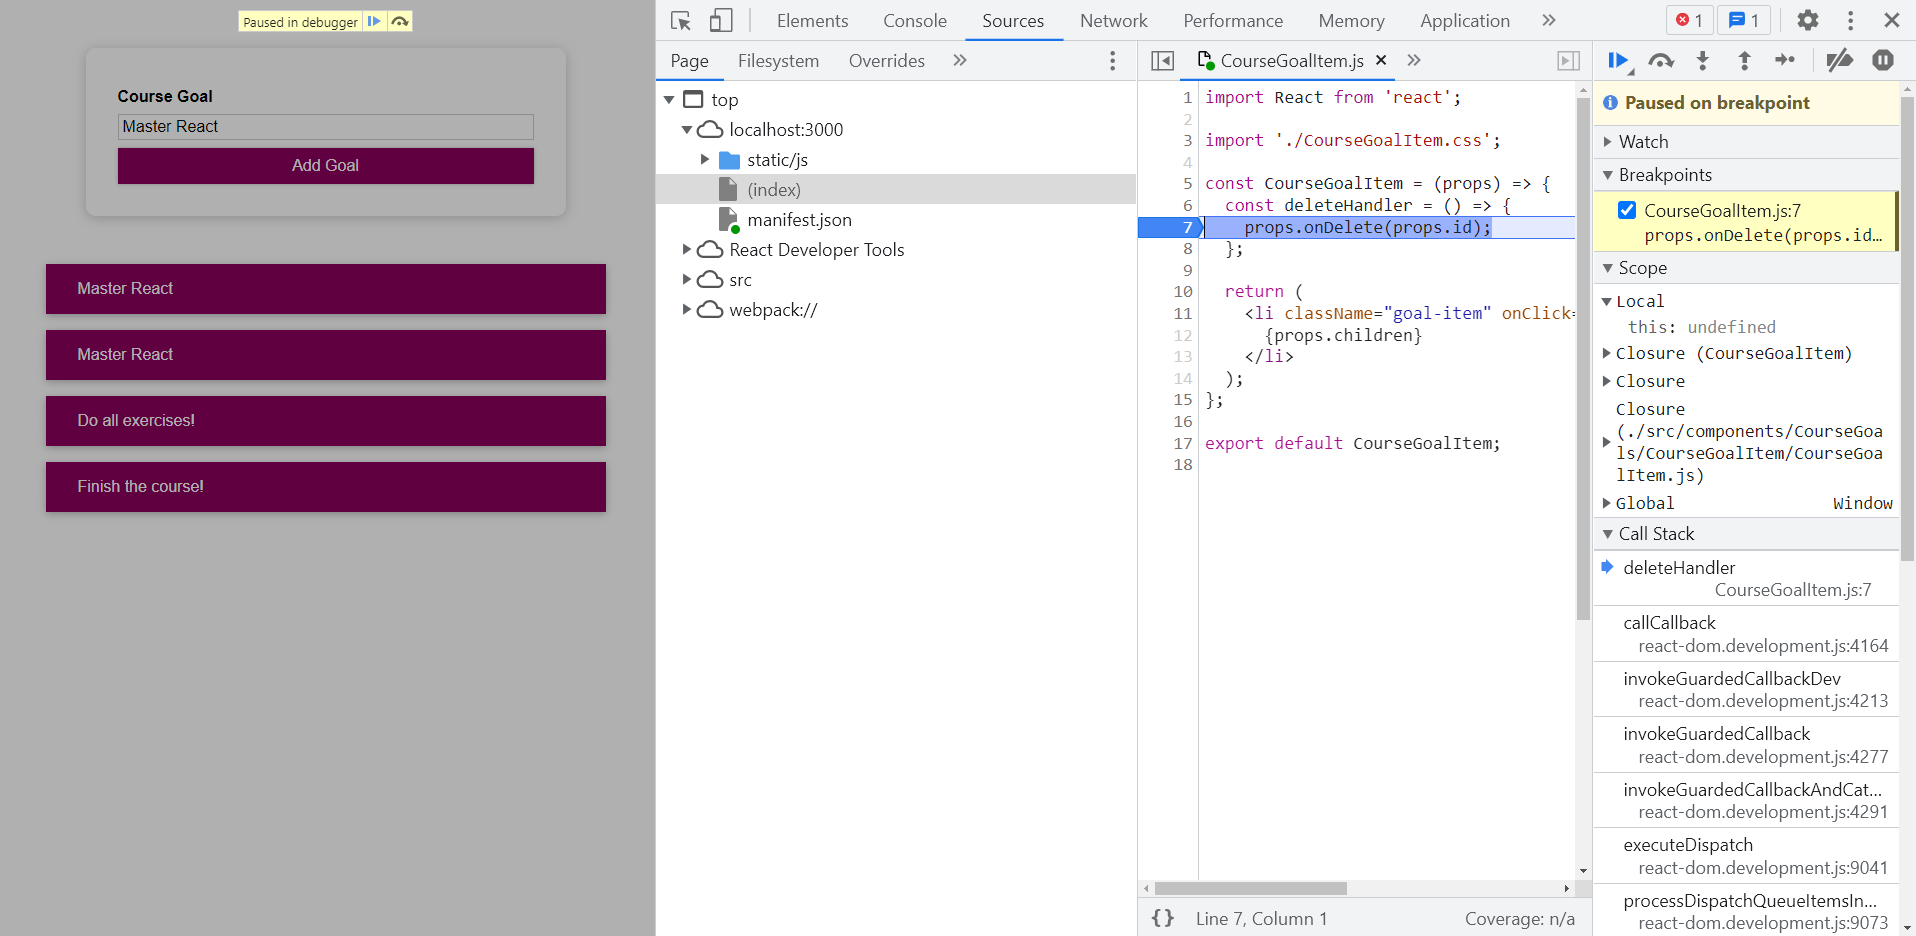 Paused in debugger
Course Goal
Master React
Add Goal
Master React
Master React
Do all exercises!
Finish the course!
Elements Console Sources Network Performance Memory Application 1 1
Page Filesystem Overrides
top
localhost:3000
static/js
(index)
manifest.json
React Developer Tools
src
webpack://
CourseGoalItem.js
1 import React from 'react';
2
3 import './CourseGoalItem.css';
4
5 const CourseGoalItem = (props) => {
6 const deleteHandler = () => {
7 props.onDelete(props.id);
8 };
9
10 return (
11 <li className="goal-item" onClick=
12 {props.children}
13 </li>
14 );
15 };
16
17 export default CourseGoalItem;
18
{} Line 7, Column 1 Coverage: n/a
Paused on breakpoint
Watch
Breakpoints
CourseGoalItem.js:7
props.onDelete(props.id…
Scope
Local
this: undefined
Closure (CourseGoalItem)
Closure
Closure
(./src/components/CourseGoa
ls/CourseGoalItem/CourseGoa
lItem.js)
Global Window
Call Stack
deleteHandler
CourseGoalItem.js:7
callCallback
react-dom.development.js:4164
invokeGuardedCallbackDev
react-dom.development.js:4213
invokeGuardedCallback
react-dom.development.js:4277
invokeGuardedCallbackAndCat…
react-dom.development.js:4291
executeDispatch
react-dom.development.js:9041
processDispatchQueueItemsIn…
react-dom.development.js:9073